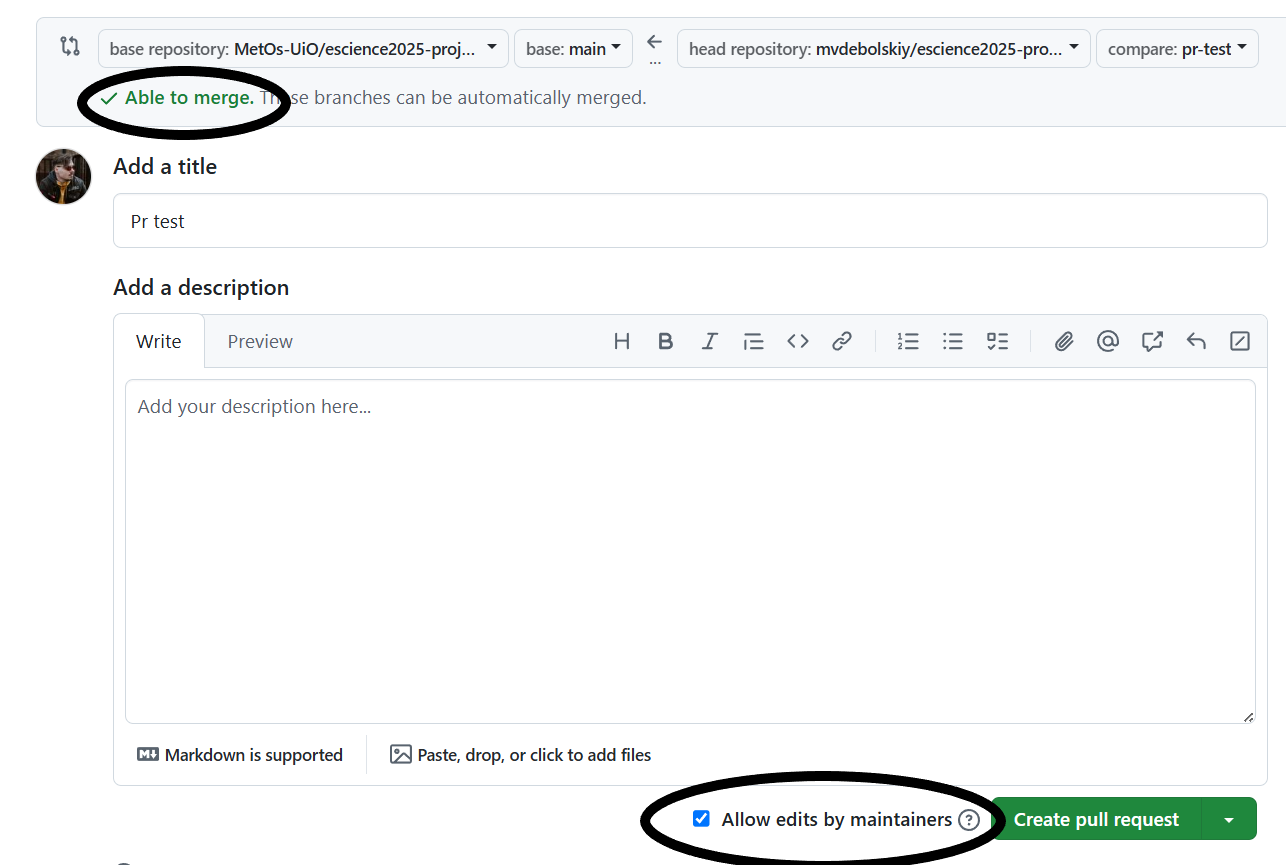 base repository: MetOs-UiO/escience2025-proj... base: main ← ... head repository: mvdebolskiy/escience2025-pro... compare: pr-test
Able to merge. These branches can be automatically merged.
Add a title
Pr test
Add a description
Write Preview
Add your description here...
Markdown is supported Paste, drop, or click to add files
Allow edits by maintainers ? Create pull request